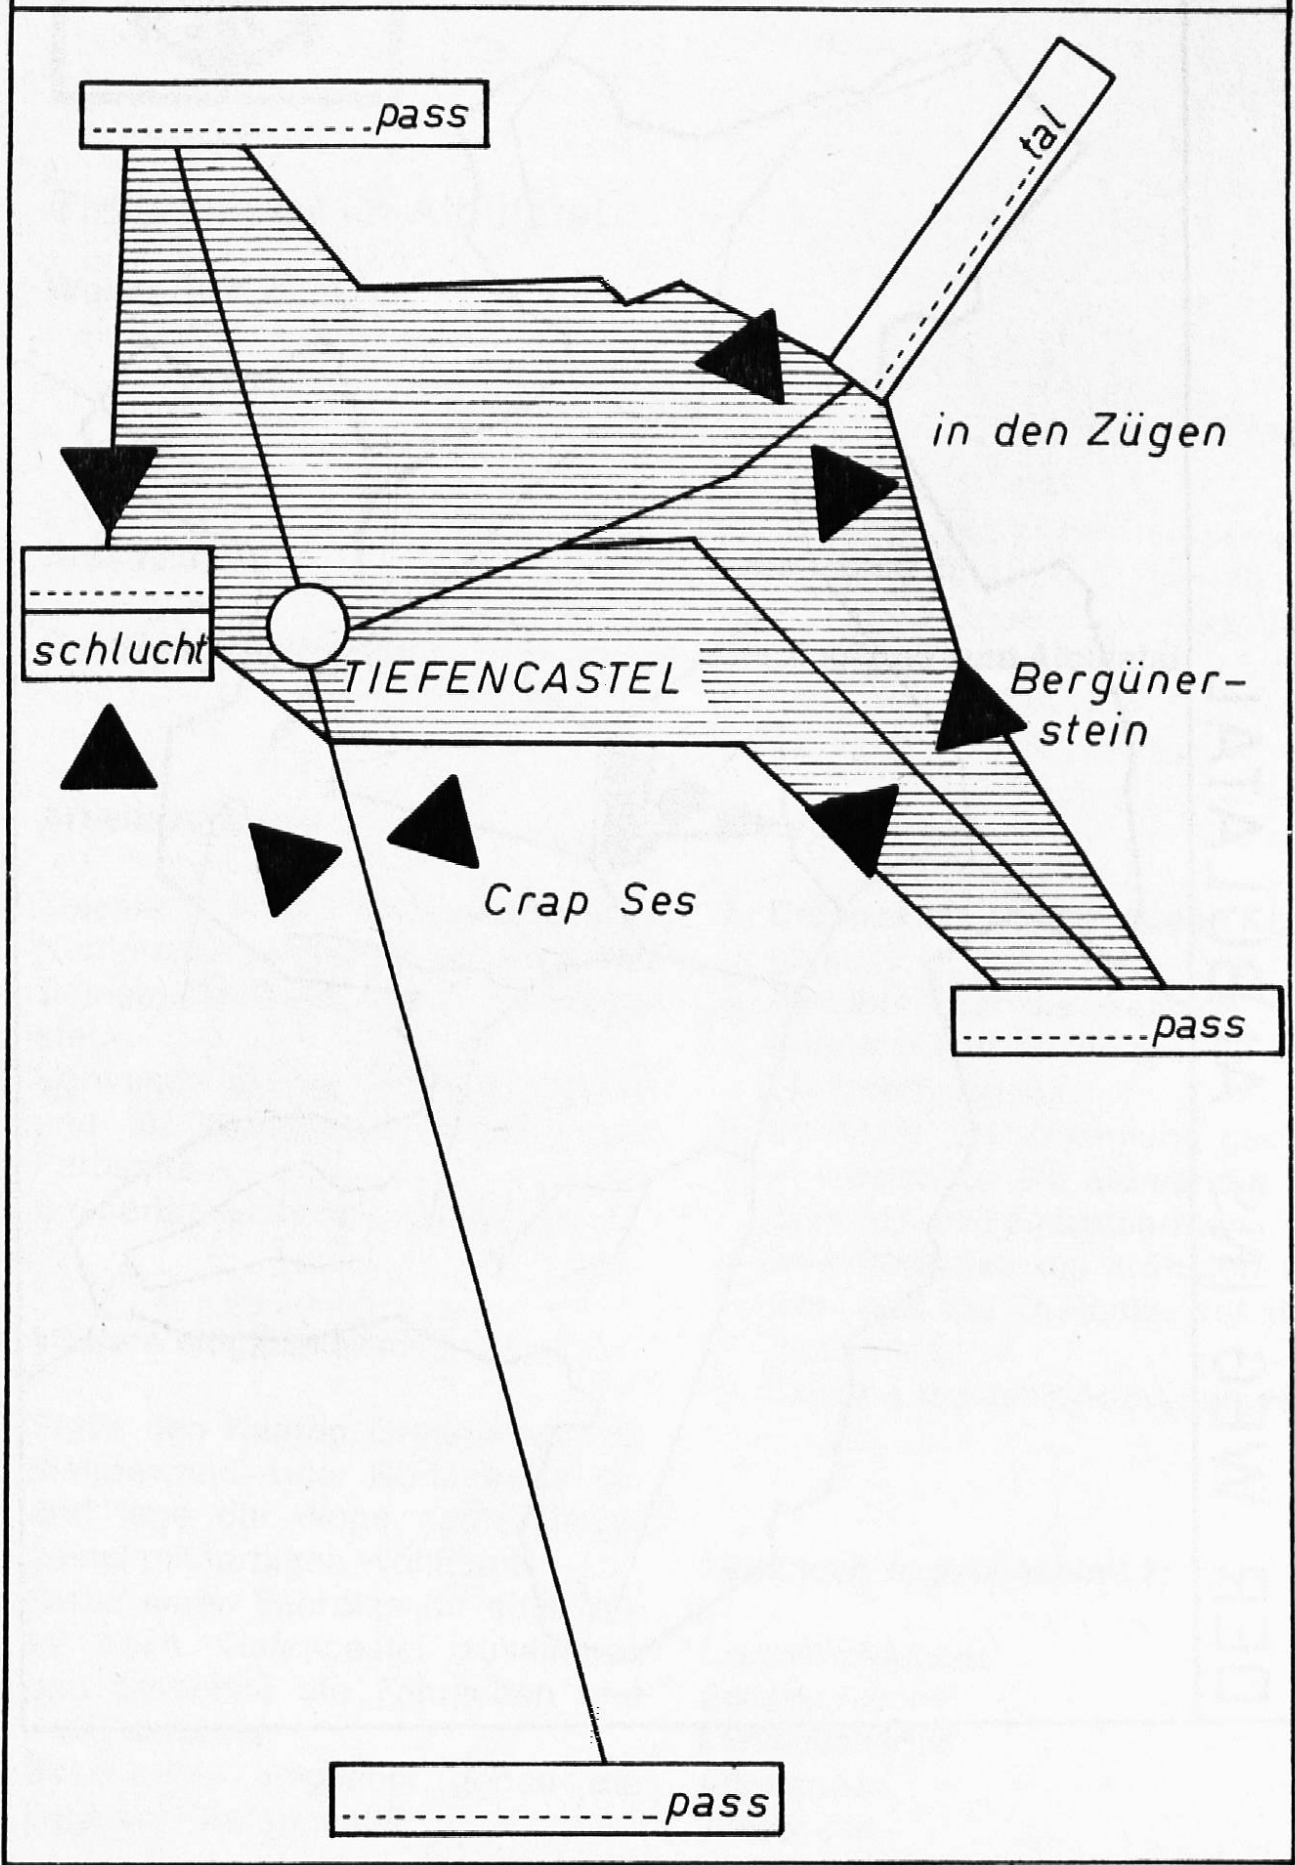 pass
tal
in den Zügen
schlucht
TIEFENCASTEL
Bergüner-
stein
Crap Ses
pass
pass